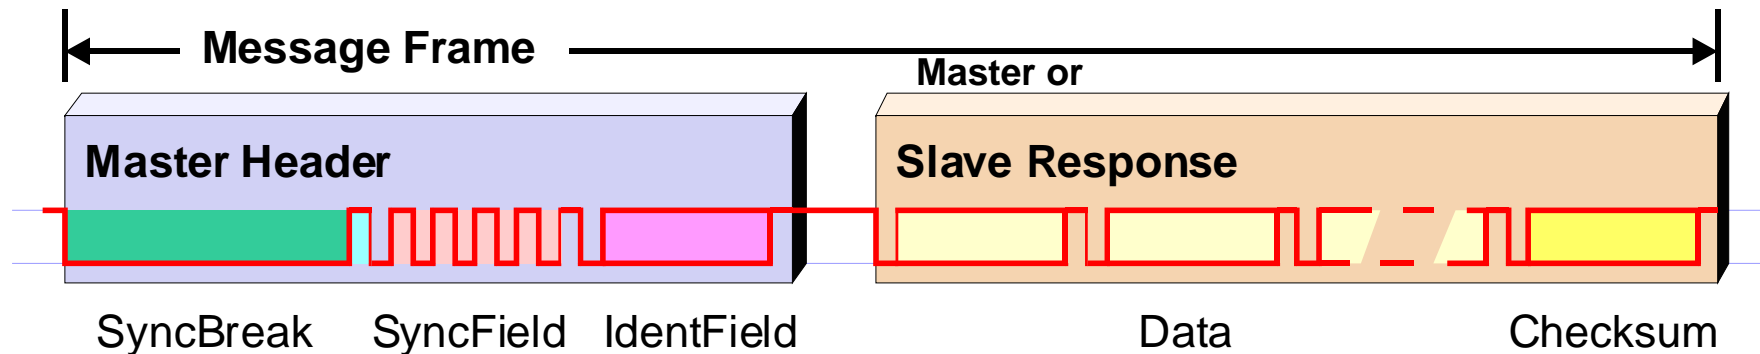 Message Frame
Master or
Master Header
Slave Response
SyncBreak SyncField IdentField Data Checksum